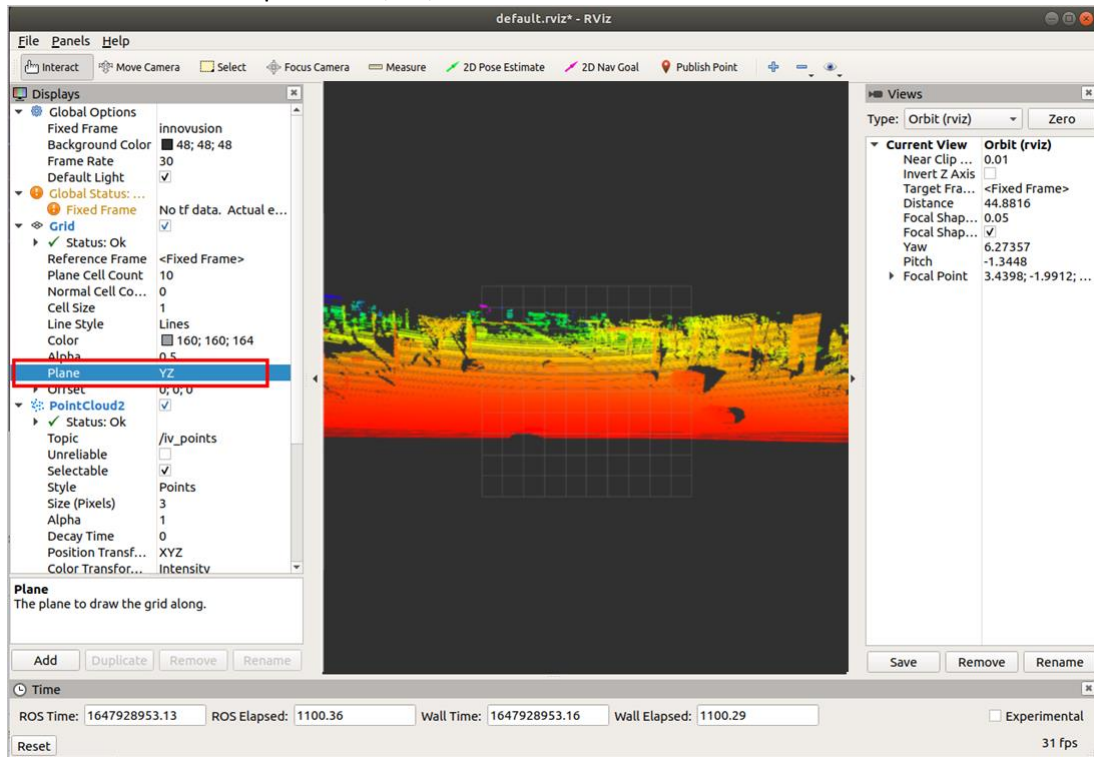 default.rviz* - RViz
File Panels Help
Interact Move Camera Select Focus Camera Measure 2D Pose Estimate 2D Nav Goal Publish Point
Displays
Global Options
Fixed Frame innovusion
Background Color 48; 48; 48
Frame Rate 30
Default Light
Global Status: ...
Fixed Frame No tf data. Actual e...
Grid
Status: Ok
Reference Frame <Fixed Frame>
Plane Cell Count 10
Normal Cell Co... 0
Cell Size 1
Line Style Lines
Color 160; 160; 164
Alpha 0.5
Plane YZ
Offset 0; 0; 0
PointCloud2
Status: Ok
Topic /iv_points
Unreliable
Selectable
Style Points
Size (Pixels) 3
Alpha 1
Decay Time 0
Position Transf... XYZ
Color Transfor... Intensity
Plane
The plane to draw the grid along.
Add Duplicate Remove Rename
Views
Type: Orbit (rviz) Zero
Current View Orbit (rviz)
Near Clip ... 0.01
Invert Z Axis
Target Fra... <Fixed Frame>
Distance 44.8816
Focal Shap... 0.05
Focal Shap...
Yaw 6.27357
Pitch -1.3448
Focal Point 3.4398; -1.9912; ...
Save Remove Rename
Time
ROS Time: 1647928953.13 ROS Elapsed: 1100.36 Wall Time: 1647928953.16 Wall Elapsed: 1100.29 Experimental
Reset 31 fps